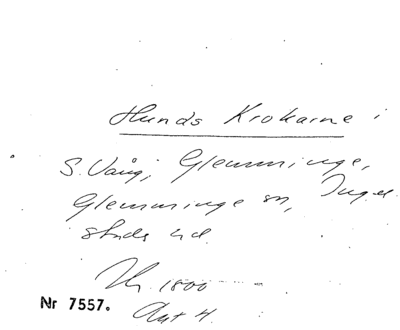 Hunds Krokarne i
S. Vång, Glemminge,
Glemminge sn, Inge
stads hd.
1800
Nr 7557.